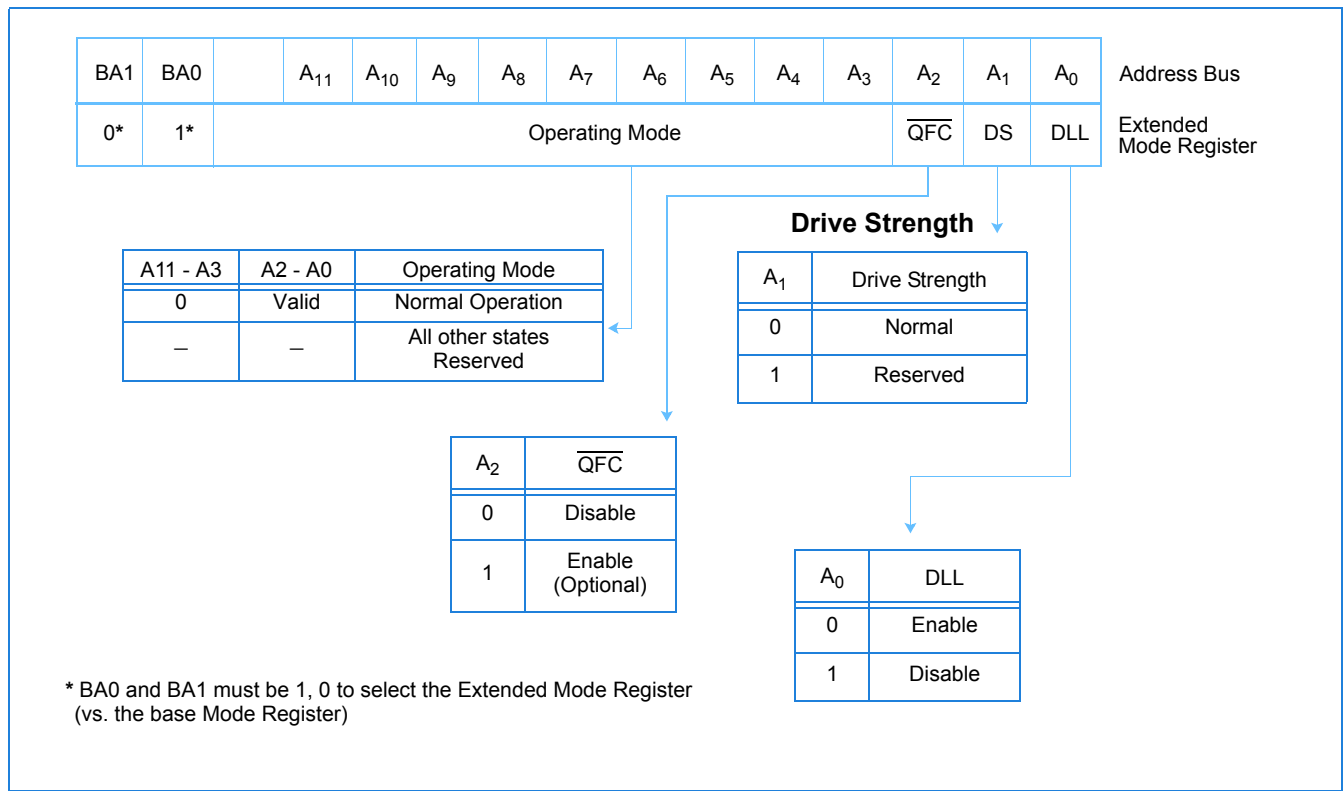 BA1 BA0 A11 A10 A9 A8 A7 A6 A5 A4 A3 A2 A1 A0 Address Bus
0* 1* Operating Mode Q̅F̅C̅ DS DLL Extended
Mode Register
Drive Strength
A11 - A3 A2 - A0 Operating Mode
0 Valid Normal Operation
– – All other states
Reserved
A1 Drive Strength
0 Normal
1 Reserved
A2 Q̅F̅C̅
0 Disable
1 Enable
(Optional)
A0 DLL
0 Enable
1 Disable
* BA0 and BA1 must be 1, 0 to select the Extended Mode Register
(vs. the base Mode Register)